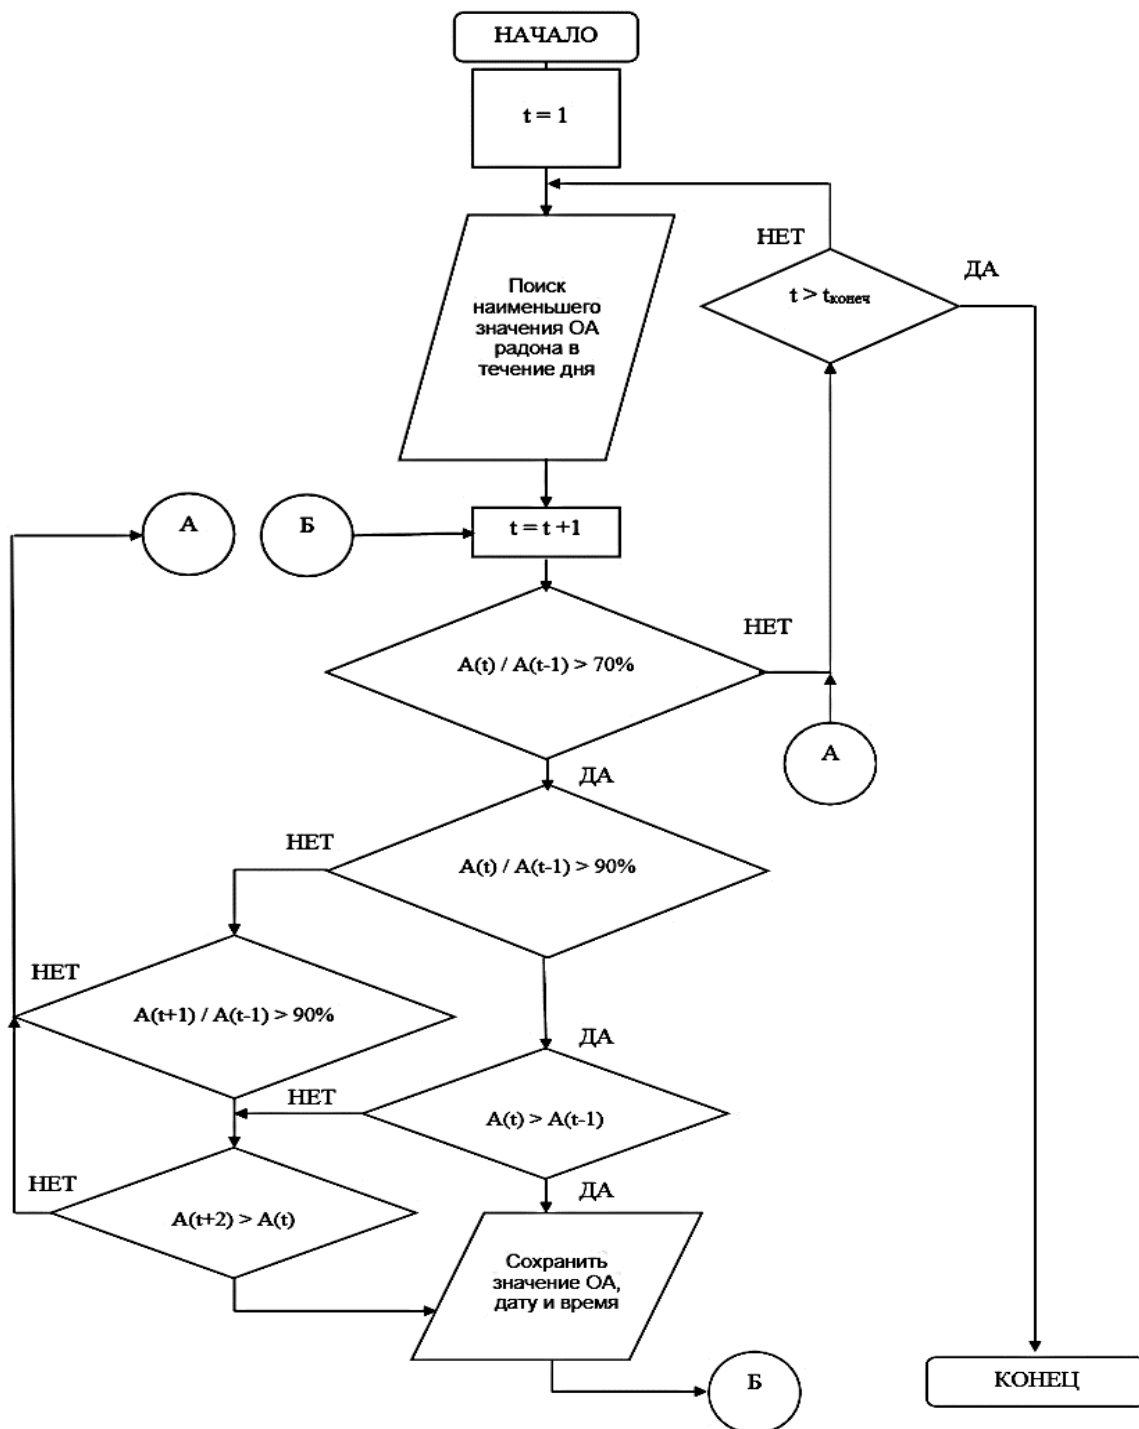 НАЧАЛО
t = 1
НЕТ
ДА
t > tконеч
Поиск
наименьшего
значения ОА
радона в
течение дня
А
Б
t = t +1
НЕТ
A(t) / A(t-1) > 70%
А
ДА
НЕТ
A(t) / A(t-1) > 90%
НЕТ
A(t+1) / A(t-1) > 90%
ДА
НЕТ
A(t) > A(t-1)
НЕТ
ДА
A(t+2) > A(t)
Сохранить
значение ОА,
дату и время
Б
КОНЕЦ